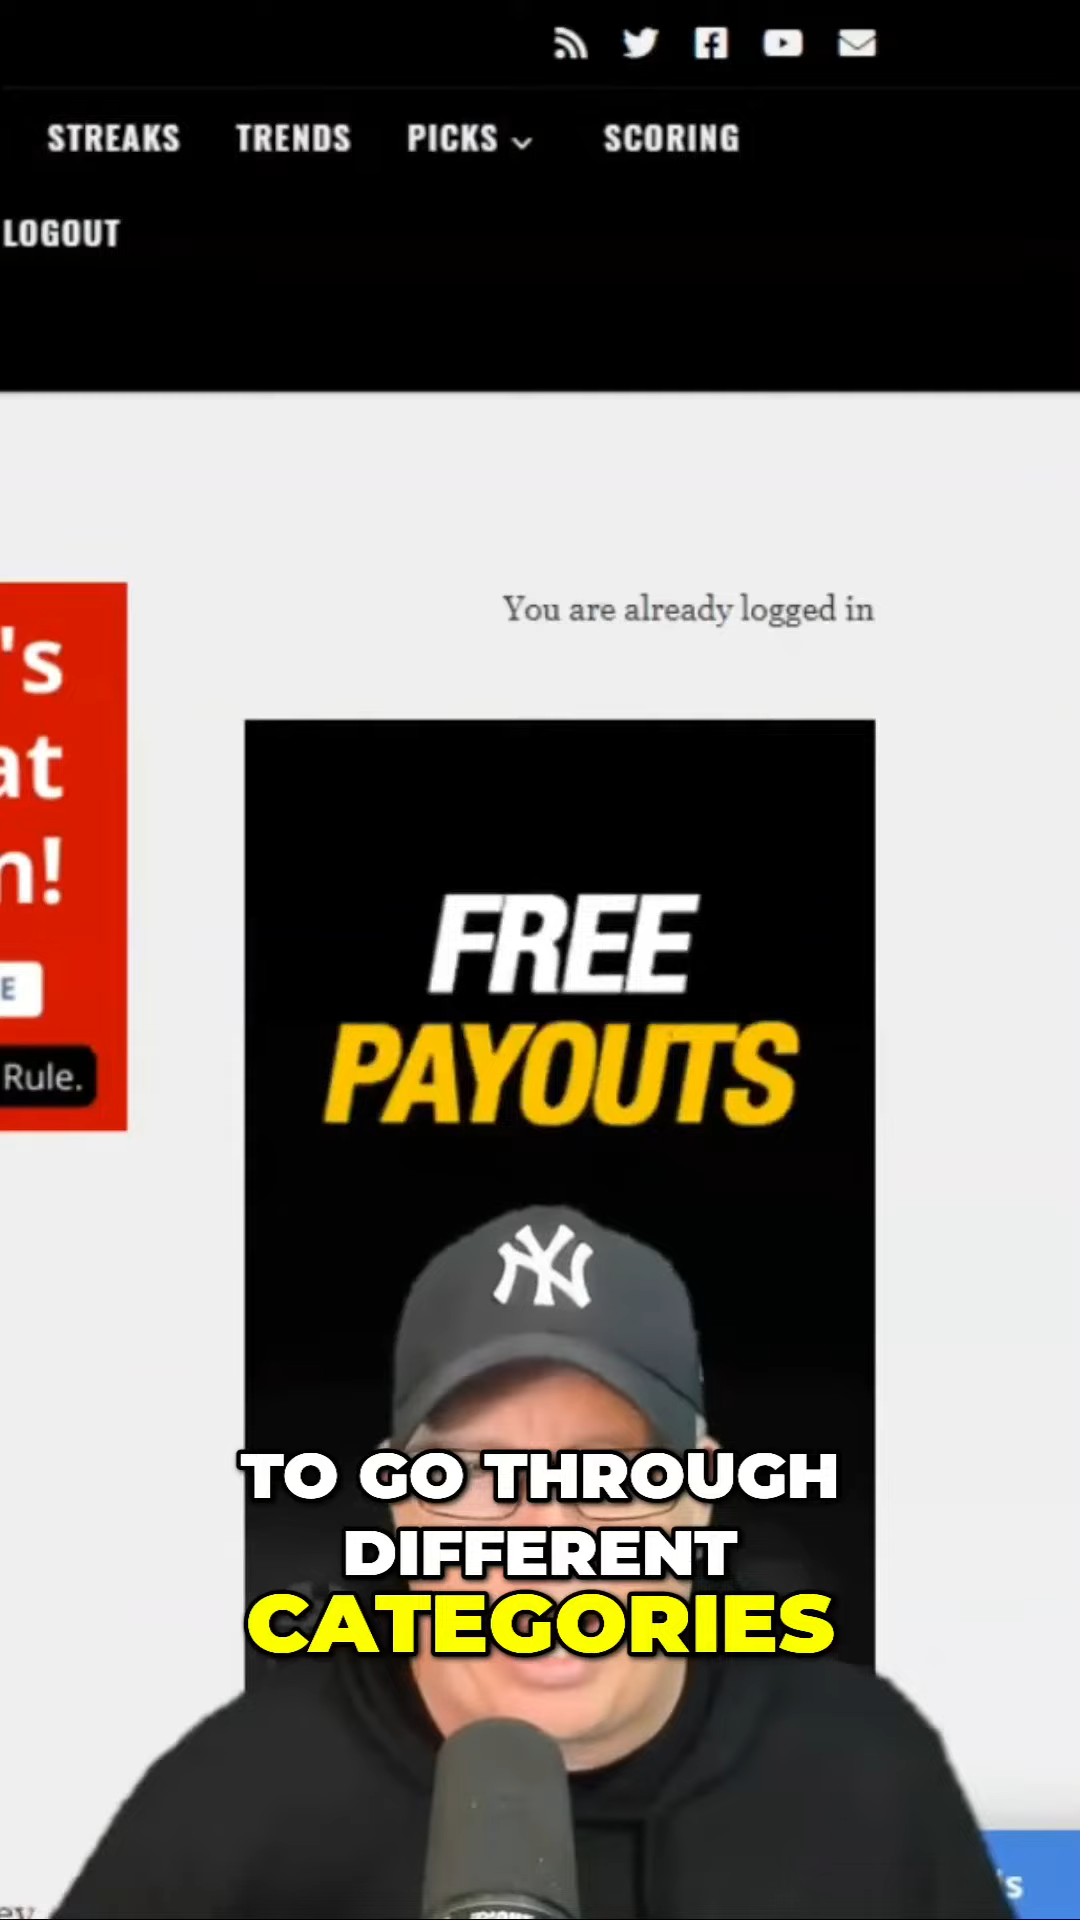 STREAKS TRENDS PICKS SCORING
LOGOUT
You are already logged in
's
at
n!
E
Rule.
FREE
PAYOUTS
NY
TO GO THROUGH
DIFFERENT
CATEGORIES
's